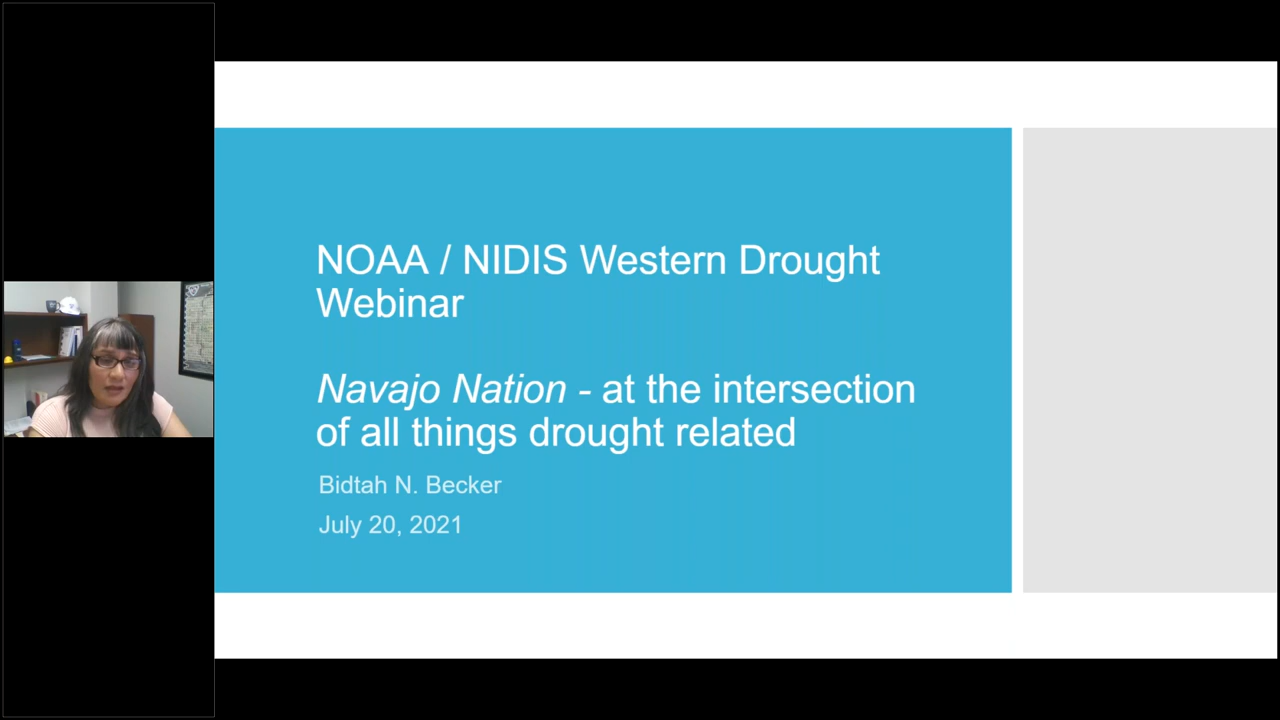 NOAA / NIDIS Western Drought
Webinar
Navajo Nation - at the intersection
of all things drought related
Bidtah N. Becker
July 20, 2021